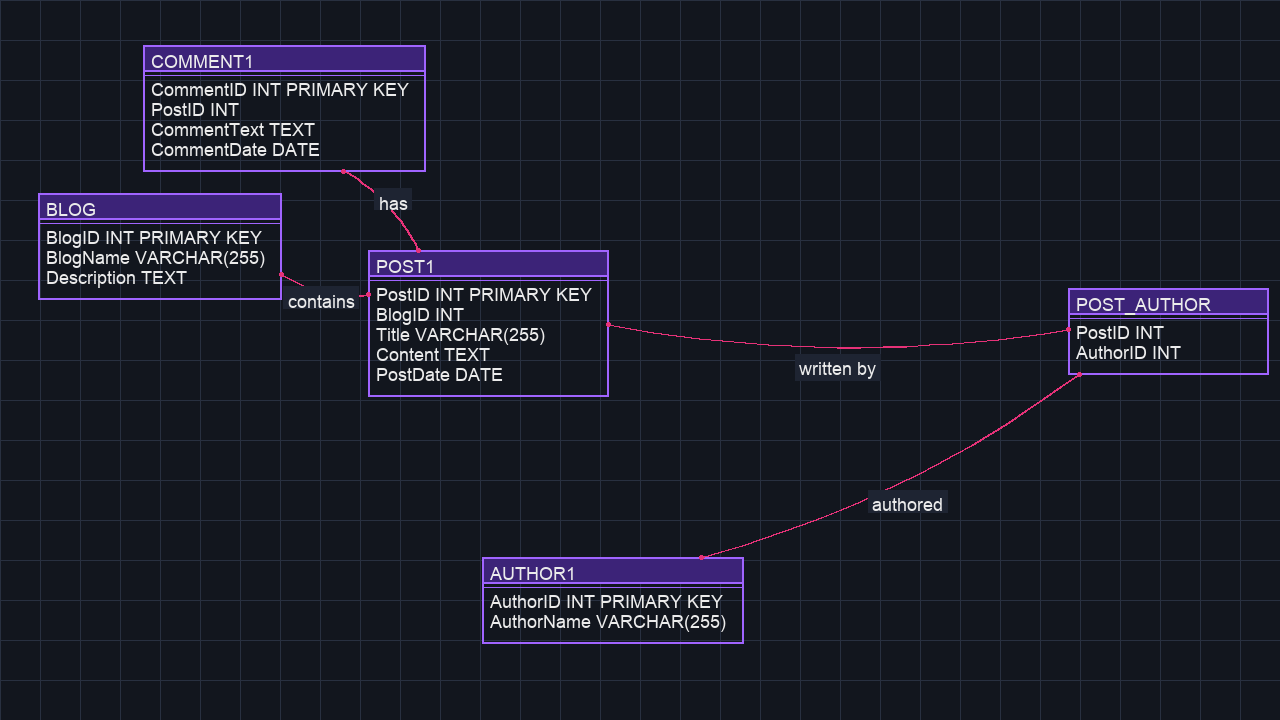 COMMENT1
CommentID INT PRIMARY KEY
PostID INT
CommentText TEXT
CommentDate DATE
has
BLOG
BlogID INT PRIMARY KEY
BlogName VARCHAR(255)
Description TEXT
contains
POST1
PostID INT PRIMARY KEY
BlogID INT
Title VARCHAR(255)
Content TEXT
PostDate DATE
written by
POST_AUTHOR
PostID INT
AuthorID INT
authored
AUTHOR1
AuthorID INT PRIMARY KEY
AuthorName VARCHAR(255)